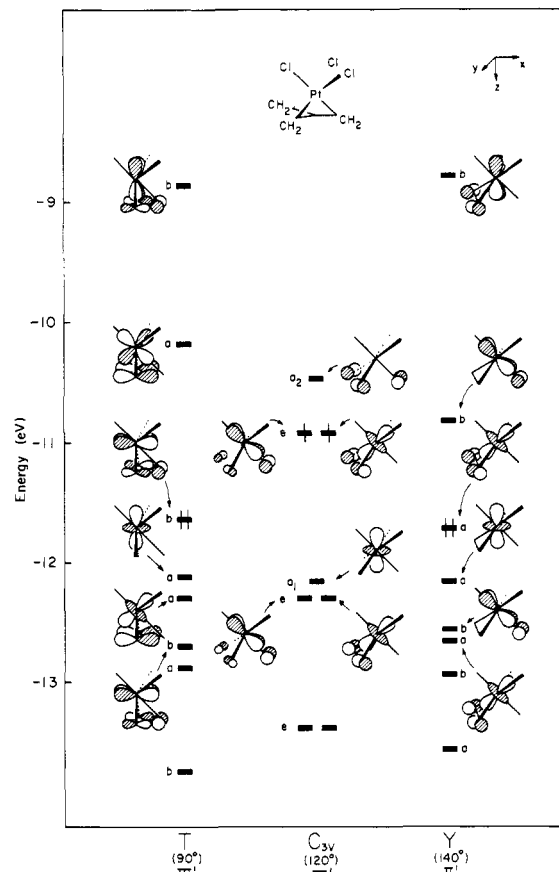 Cl
Cl
Cl
Pt
CH2
CH2
CH2
y
x
z
Energy (eV)
-9
-10
-11
-12
-13
b
a
b
a
a
b
a
b
a2
e
a1
e
e
b
b
a
a
b
a
b
a
T
C3v
Y
(90°)
(120°)
(140°)